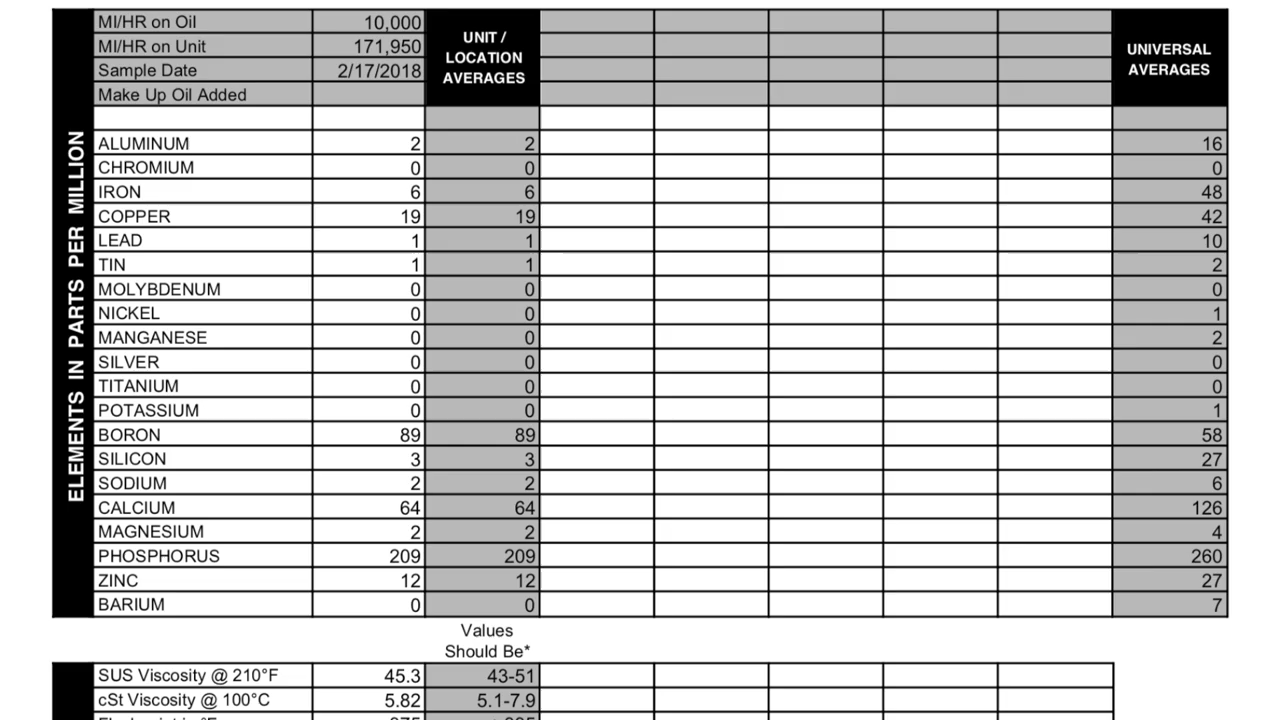 MI/HR on Oil 10,000
MI/HR on Unit 171,950
Sample Date 2/17/2018
Make Up Oil Added
UNIT /
LOCATION
AVERAGES
UNIVERSAL
AVERAGES
ELEMENTS IN PARTS PER MILLION
ALUMINUM 2 2 16
CHROMIUM 0 0 0
IRON 6 6 48
COPPER 19 19 42
LEAD 1 1 10
TIN 1 1 2
MOLYBDENUM 0 0 0
NICKEL 0 0 1
MANGANESE 0 0 2
SILVER 0 0 0
TITANIUM 0 0 0
POTASSIUM 0 0 1
BORON 89 89 58
SILICON 3 3 27
SODIUM 2 2 6
CALCIUM 64 64 126
MAGNESIUM 2 2 4
PHOSPHORUS 209 209 260
ZINC 12 12 27
BARIUM 0 0 7
Values
Should Be*
SUS Viscosity @ 210°F 45.3 43-51
cSt Viscosity @ 100°C 5.82 5.1-7.9